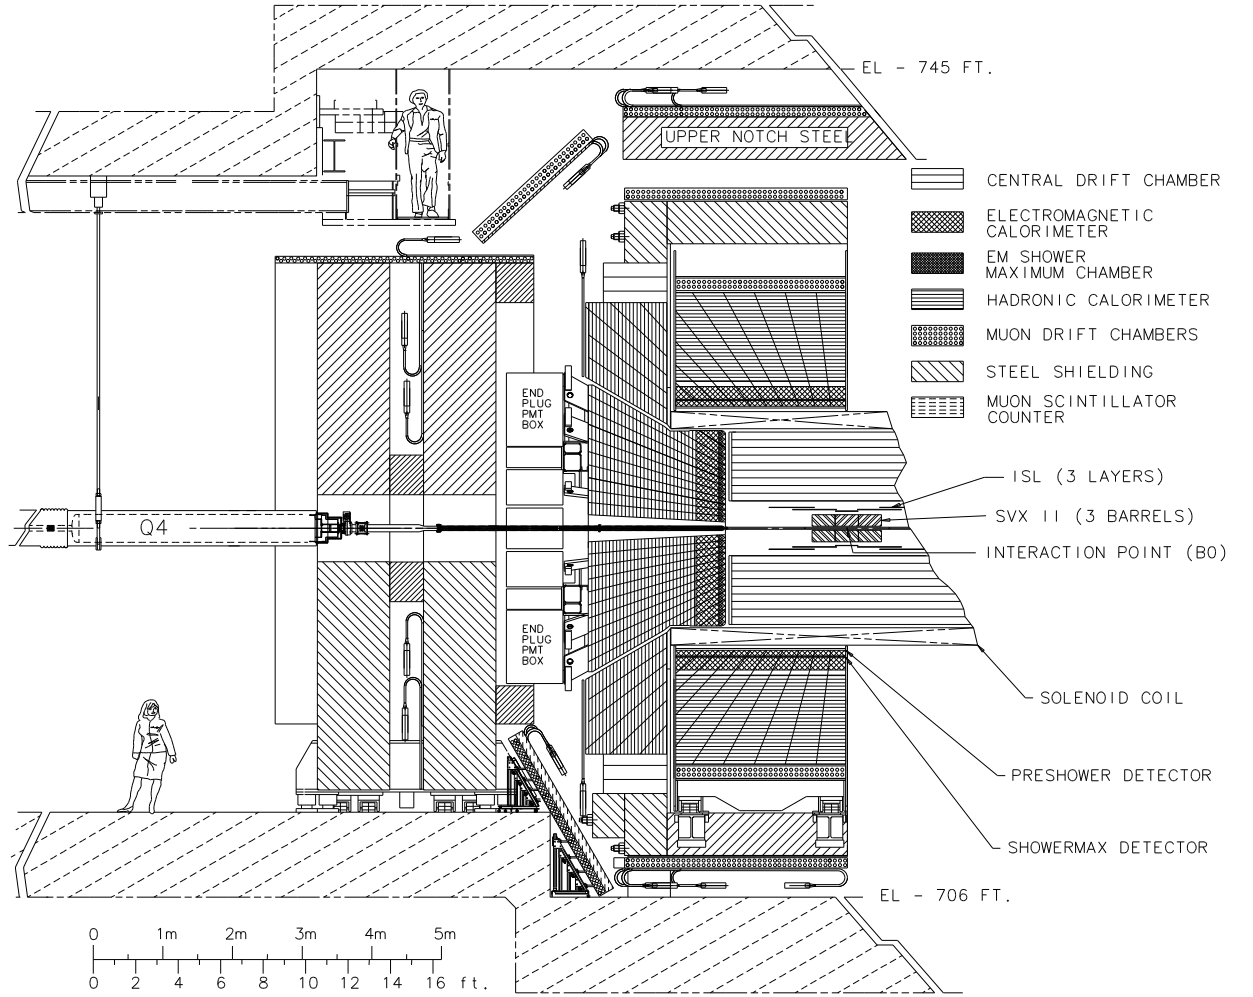 EL - 745 FT.
UPPER NOTCH STEEL
CENTRAL DRIFT CHAMBER
ELECTROMAGNETIC
CALORIMETER
EM SHOWER
MAXIMUM CHAMBER
HADRONIC CALORIMETER
MUON DRIFT CHAMBERS
STEEL SHIELDING
MUON SCINTILLATOR
COUNTER
END
PLUG
PMT
BOX
ISL (3 LAYERS)
SVX II (3 BARRELS)
Q4
INTERACTION POINT (B0)
END
PLUG
PMT
BOX
SOLENOID COIL
PRESHOWER DETECTOR
SHOWERMAX DETECTOR
EL - 706 FT.
0 1m 2m 3m 4m 5m
0 2 4 6 8 10 12 14 16 ft.